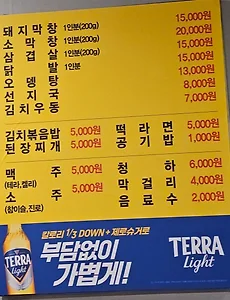 돼지막창 1인분(200g) 15,000원
소막창 1인분(200g) 20,000원
삼겹살 1인분(200g) 15,000원
닭발 1인분 15,000원
오뎅탕 13,000원
선지국 8,000원
김치우동 7,000원
김치볶음밥 5,000원 떡라면 5,000원
된장찌개 5,000원 공기밥 1,000원
맥주 5,000원 청하 6,000원
(테라,켈리)
소주 5,000원 막걸리 4,000원
(참이슬,진로) 음료수 2,000원
칼로리 1/3 DOWN + 제로슈거로
부담없이
가볍게!
TERRA
Light
TERRA
Light